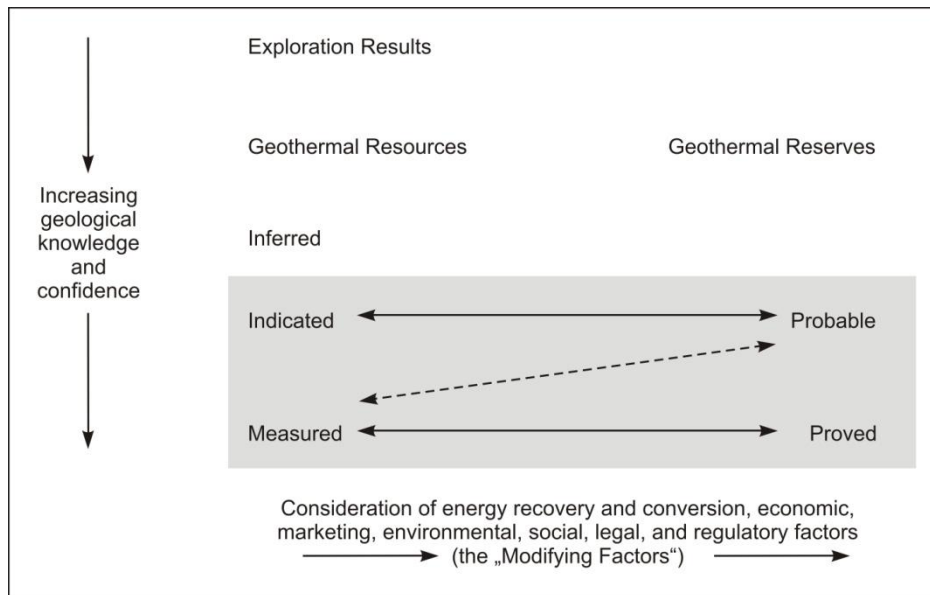 Exploration Results
Geothermal Resources
Geothermal Reserves
Increasing
geological
knowledge
and
confidence
Inferred
Indicated
Probable
Measured
Proved
Consideration of energy recovery and conversion, economic,
marketing, environmental, social, legal, and regulatory factors
(the „Modifying Factors“)